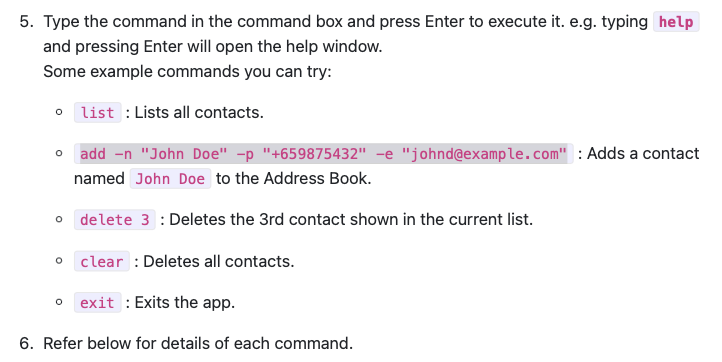 5. Type the command in the command box and press Enter to execute it. e.g. typing help
and pressing Enter will open the help window.
Some example commands you can try:
list : Lists all contacts.
add -n "John Doe" -p "+659875432" -e "johnd@example.com" : Adds a contact
named John Doe to the Address Book.
delete 3 : Deletes the 3rd contact shown in the current list.
clear : Deletes all contacts.
exit : Exits the app.
6. Refer below for details of each command.